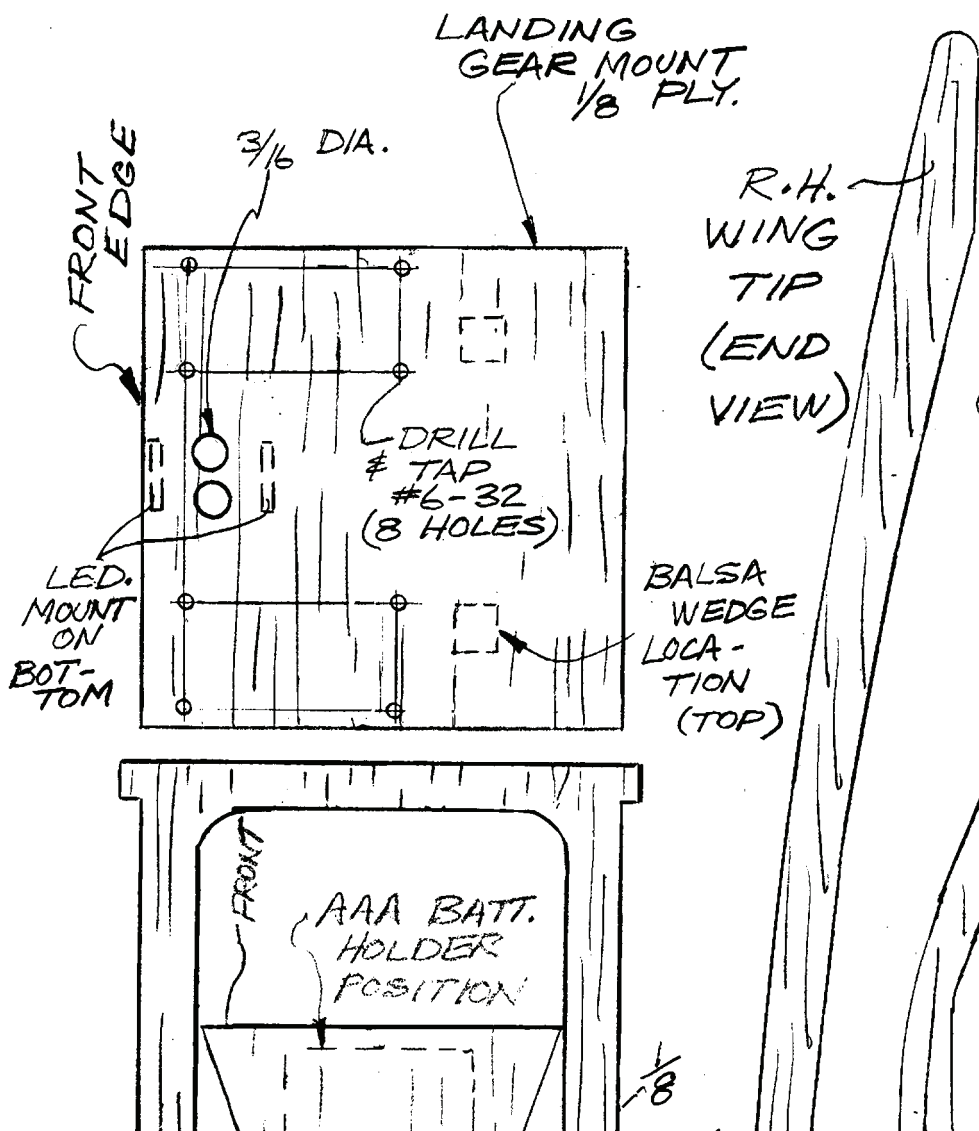 LANDING
GEAR MOUNT
1/8 PLY.
3/16 DIA.
FRONT
EDGE
R.H.
WING
TIP
(END
VIEW)
DRILL
& TAP
#6-32
(8 HOLES)
LED.
MOUNT
ON
BOT-
TOM
BALSA
WEDGE
LOCA-
TION
(TOP)
FRONT
AAA BATT.
HOLDER
POSITION
1/8